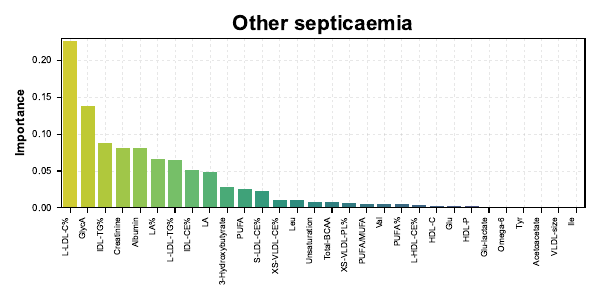 Other septicaemia
Importance
0.20
0.15
0.10
0.05
0.00
L-LDL-C%
GlycA
IDL-TG%
Creatinine
Albumin
LA%
L-LDL-TG%
IDL-CE%
LA
3-Hydroxybutyrate
PUFA
S-LDL-CE%
XS-VLDL-CE%
Leu
Unsaturation
Total-BCAA
XS-VLDL-PL%
PUFA/MUFA
Val
PUFA%
L-HDL-CE%
HDL-C
Glu
HDL-P
Glu-lactate
Omega-6
Tyr
Acetoacetate
VLDL-size
Ile